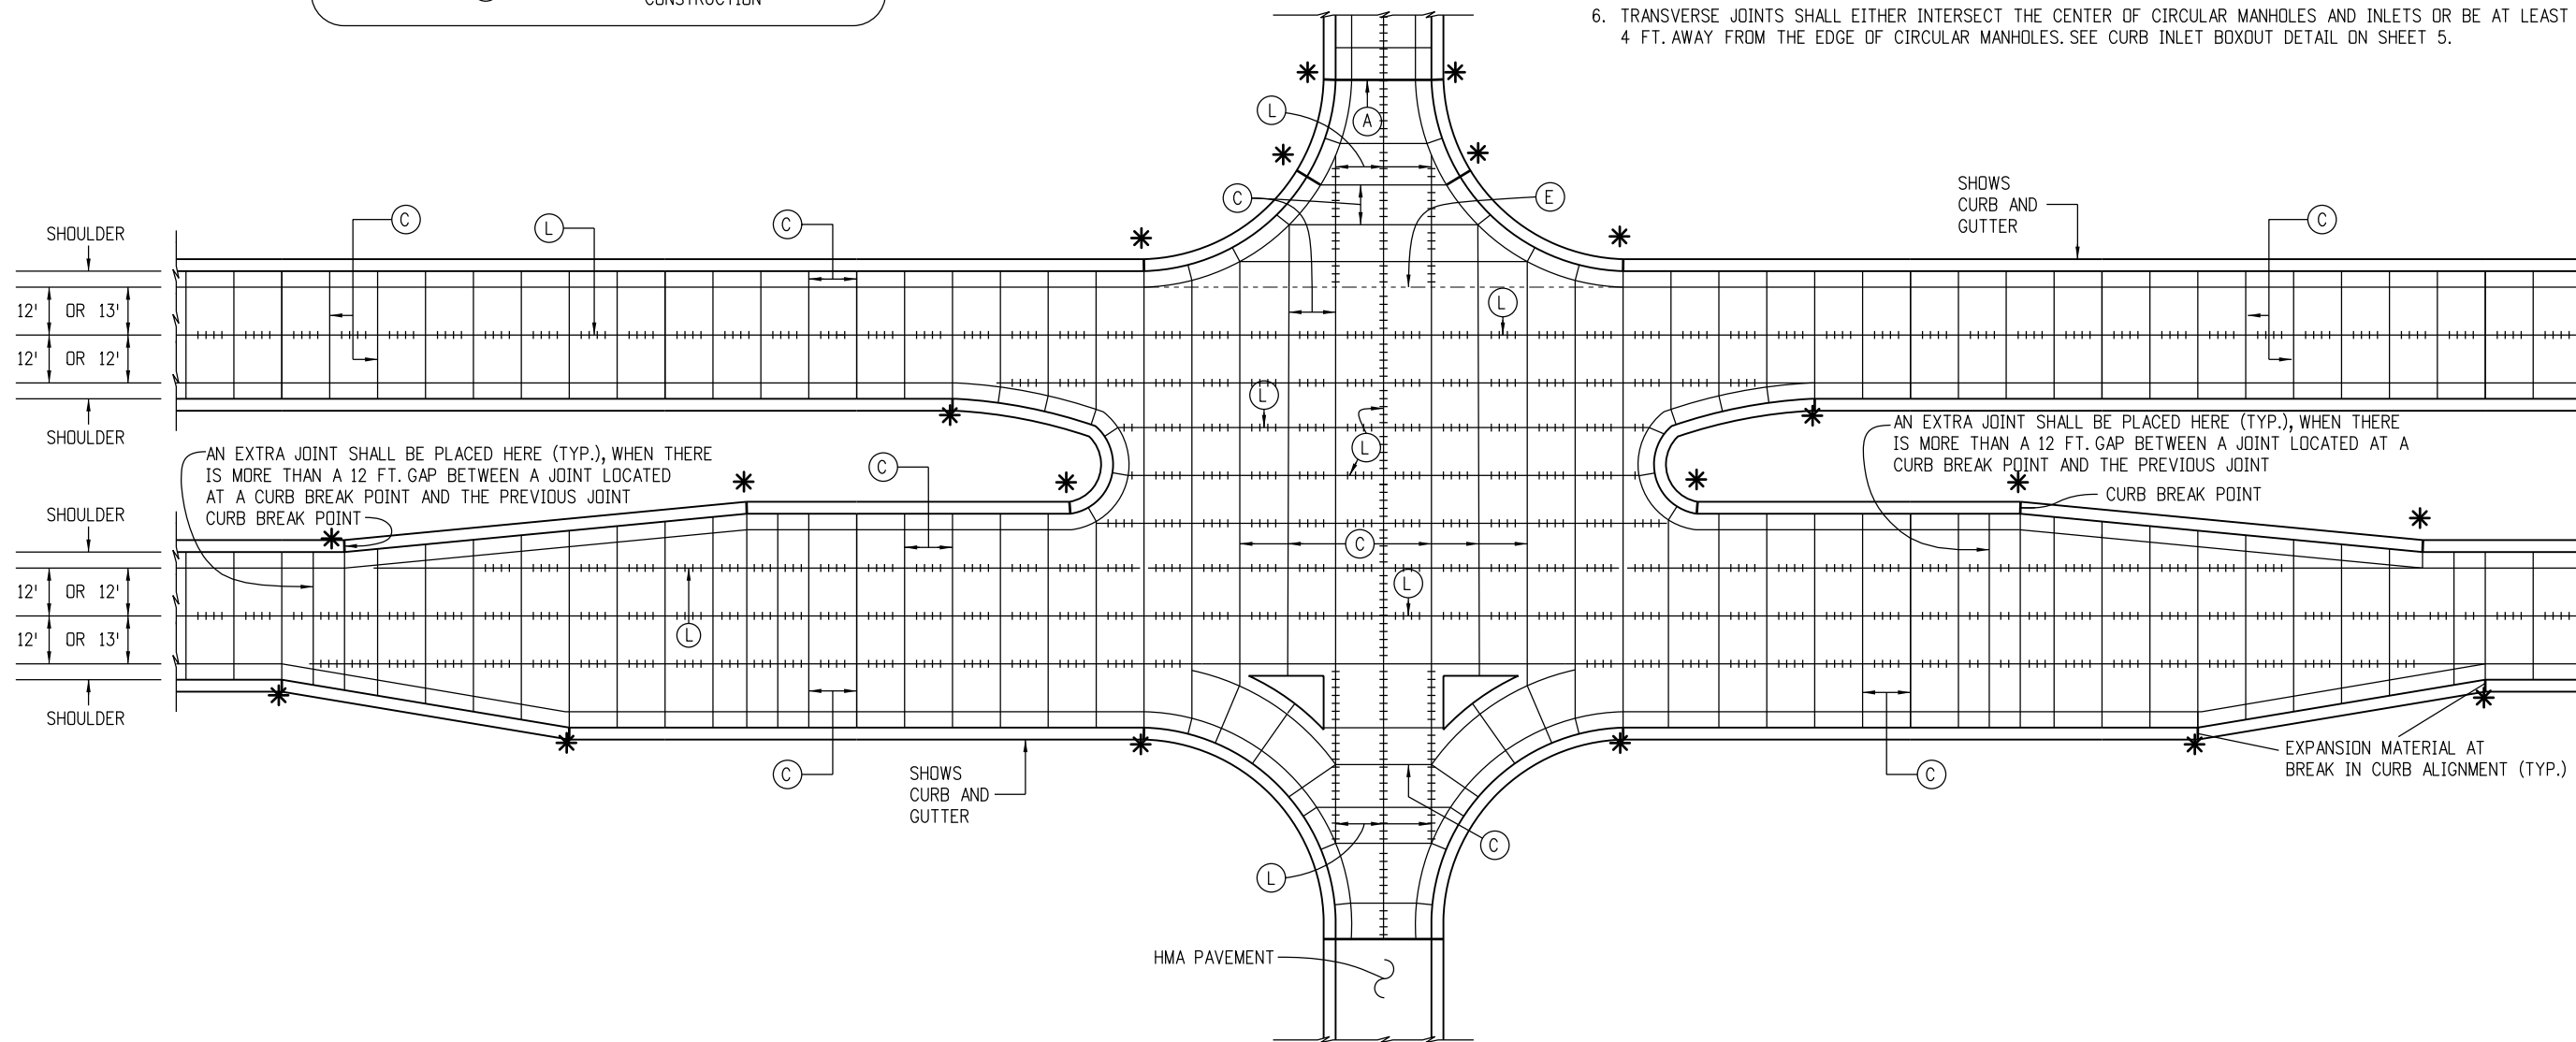 CONSTRUCTION
6. TRANSVERSE JOINTS SHALL EITHER INTERSECT THE CENTER OF CIRCULAR MANHOLES AND INLETS OR BE AT LEAST
4 FT. AWAY FROM THE EDGE OF CIRCULAR MANHOLES. SEE CURB INLET BOXOUT DETAIL ON SHEET 5.
L
A
C
E
SHOWS
CURB AND
GUTTER
C
L
C
C
SHOULDER
12' OR 13'
12' OR 12'
SHOULDER
L
L
L
AN EXTRA JOINT SHALL BE PLACED HERE (TYP.), WHEN THERE
IS MORE THAN A 12 FT. GAP BETWEEN A JOINT LOCATED
AT A CURB BREAK POINT AND THE PREVIOUS JOINT
CURB BREAK POINT
C
AN EXTRA JOINT SHALL BE PLACED HERE (TYP.), WHEN THERE
IS MORE THAN A 12 FT. GAP BETWEEN A JOINT LOCATED AT A
CURB BREAK POINT AND THE PREVIOUS JOINT
CURB BREAK POINT
SHOULDER
12' OR 12'
12' OR 13'
SHOULDER
C
L
L
C
SHOWS
CURB AND
GUTTER
C
EXPANSION MATERIAL AT
BREAK IN CURB ALIGNMENT (TYP.)
C
L
HMA PAVEMENT